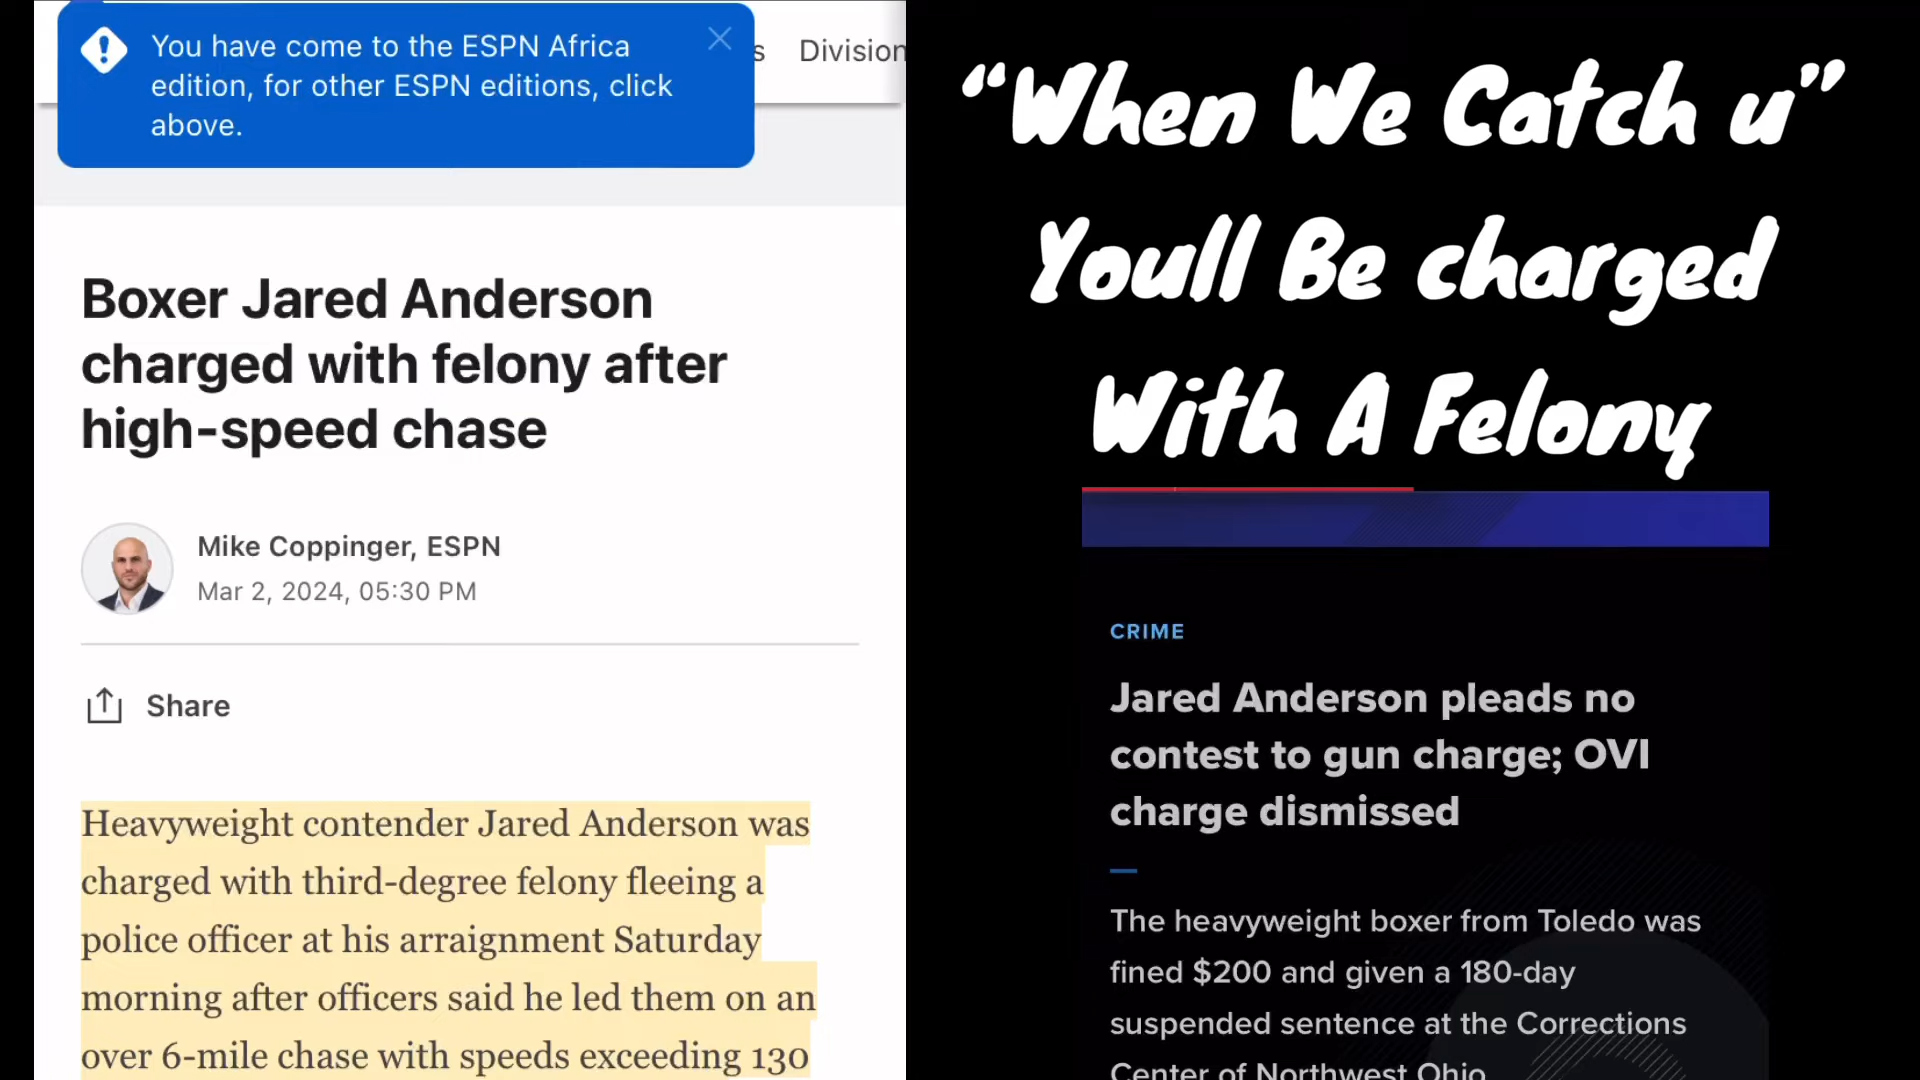 You have come to the ESPN Africa
edition, for other ESPN editions, click
above.
s Division
Boxer Jared Anderson
charged with felony after
high-speed chase
Mike Coppinger, ESPN
Mar 2, 2024, 05:30 PM
Share
Heavyweight contender Jared Anderson was
charged with third-degree felony fleeing a
police officer at his arraignment Saturday
morning after officers said he led them on an
over 6-mile chase with speeds exceeding 130
“When We Catch u”
Youll Be charged
With A Felony
CRIME
Jared Anderson pleads no
contest to gun charge; OVI
charge dismissed
The heavyweight boxer from Toledo was
fined $200 and given a 180-day
suspended sentence at the Corrections
Center of Northwest Ohio